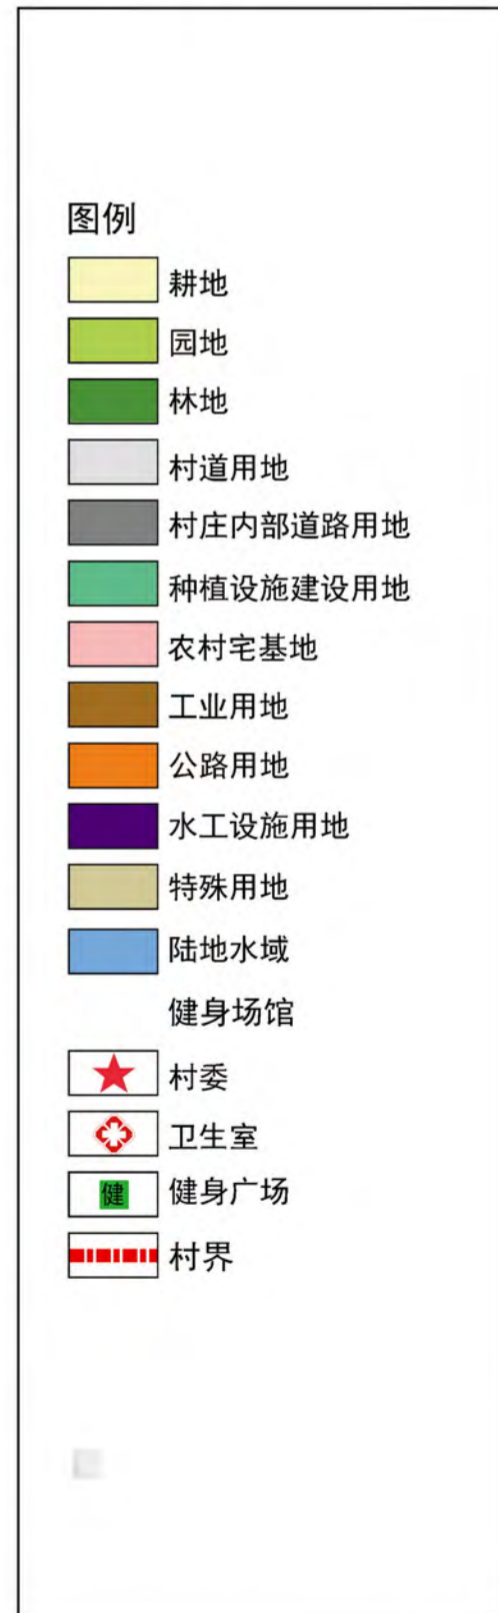 图例
耕地
园地
林地
村道用地
村庄内部道路用地
种植设施建设用地
农村宅基地
工业用地
公路用地
水工设施用地
特殊用地
陆地水域
健身场馆
村委
卫生室
健 健身广场
村界